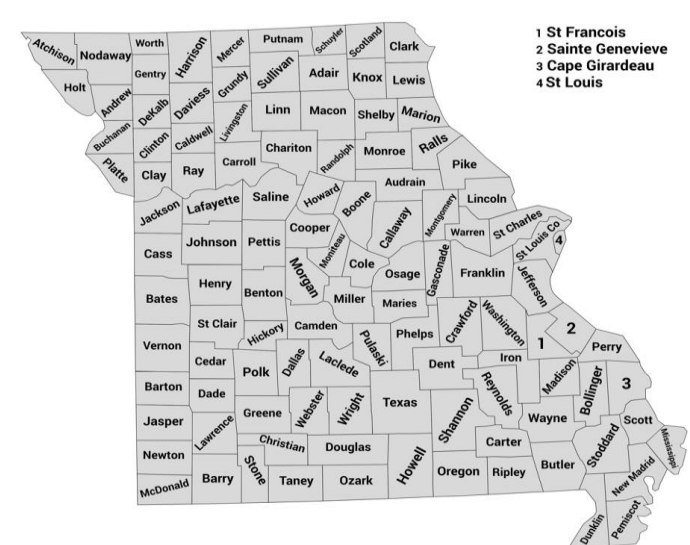 1 St Francois
2 Sainte Genevieve
3 Cape Girardeau
4 St Louis
Atchison
Nodaway
Worth
Harrison
Mercer
Putnam
Schuyler
Scotland
Clark
Holt
Gentry
Andrew
DeKalb
Daviess
Grundy
Sullivan
Adair
Knox
Lewis
Buchanan
Clinton
Caldwell
Livingston
Linn
Macon
Shelby
Marion
Platte
Clay
Ray
Carroll
Chariton
Randolph
Monroe
Ralls
Pike
Jackson
Lafayette
Saline
Howard
Boone
Audrain
Callaway
Montgomery
Lincoln
Warren
St Charles
St Louis Co
4
Cass
Johnson
Pettis
Cooper
Moniteau
Cole
Osage
Gasconade
Franklin
Jefferson
Bates
Henry
Benton
Morgan
Miller
Maries
Crawford
Washington
Vernon
St Clair
Hickory
Camden
Pulaski
Phelps
1
2
Perry
Cedar
Polk
Dallas
Laclede
Dent
Iron
Madison
Bollinger
3
Barton
Dade
Greene
Webster
Wright
Texas
Shannon
Reynolds
Wayne
Scott
Jasper
Lawrence
Christian
Douglas
Carter
Stoddard
Mississippi
Newton
McDonald
Barry
Stone
Taney
Ozark
Howell
Oregon
Ripley
Butler
New Madrid
Dunklin
Pemiscot